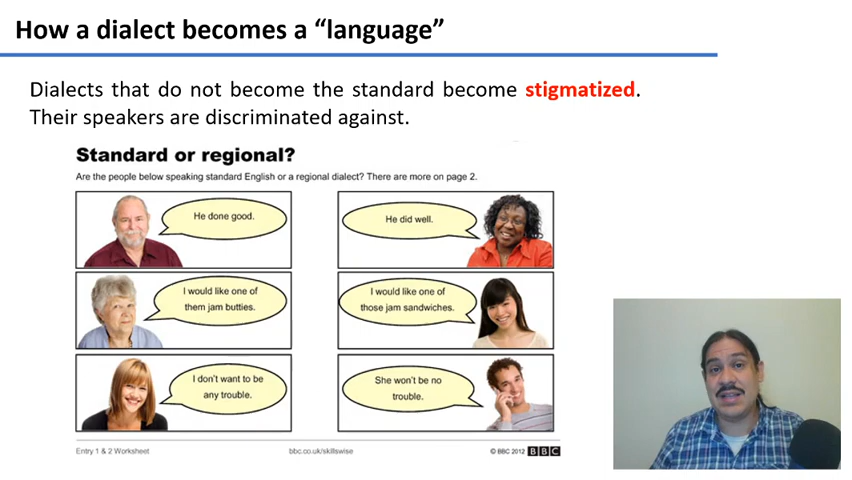 How a dialect becomes a “language”
Dialects that do not become the standard become stigmatized.
Their speakers are discriminated against.
Standard or regional?
Are the people below speaking standard English or a regional dialect? There are more on page 2.
He done good.
He did well.
I would like one of
them jam butties.
I would like one of
those jam sandwiches.
I don't want to be
any trouble.
She won't be no
trouble.
Entry 1 & 2 Worksheet
bbc.co.uk/skillswise
© BBC 2012 BBC